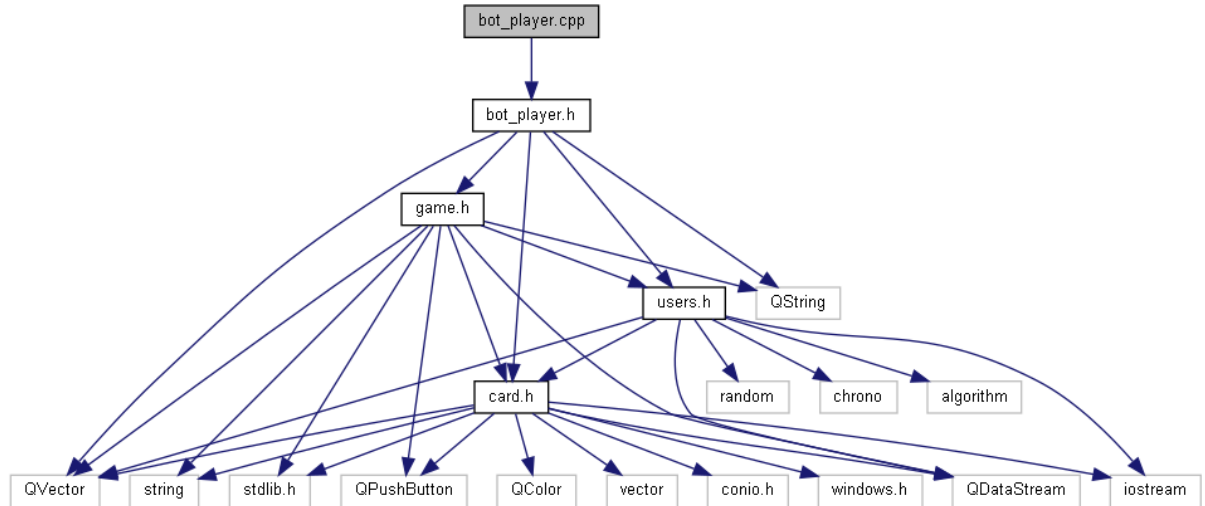 bot_player.cpp
bot_player.h
game.h
users.h
QString
card.h
random
chrono
algorithm
QVector
string
stdlib.h
QPushButton
QColor
vector
conio.h
windows.h
QDataStream
iostream